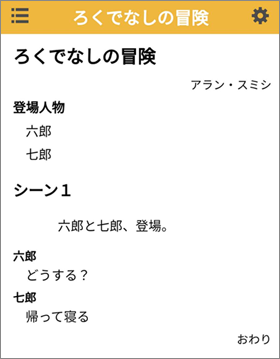 ろくでなしの冒険
ろくでなしの冒険
アラン・スミシ
登場人物
六郎
七郎
シーン１
六郎と七郎、登場。
六郎
どうする？
七郎
帰って寝る
おわり